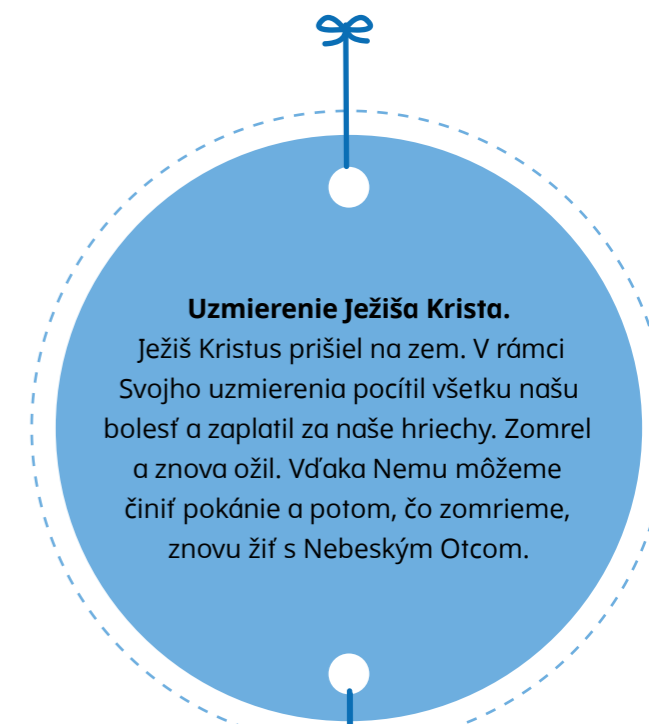 Uzmierenie Ježiša Krista.
Ježiš Kristus prišiel na zem. V rámci
Svojho uzmierenia pocítil všetku našu
bolesť a zaplatil za naše hriechy. Zomrel
a znova ožil. Vďaka Nemu môžeme
činiť pokánie a potom, čo zomrieme,
znovu žiť s Nebeským Otcom.